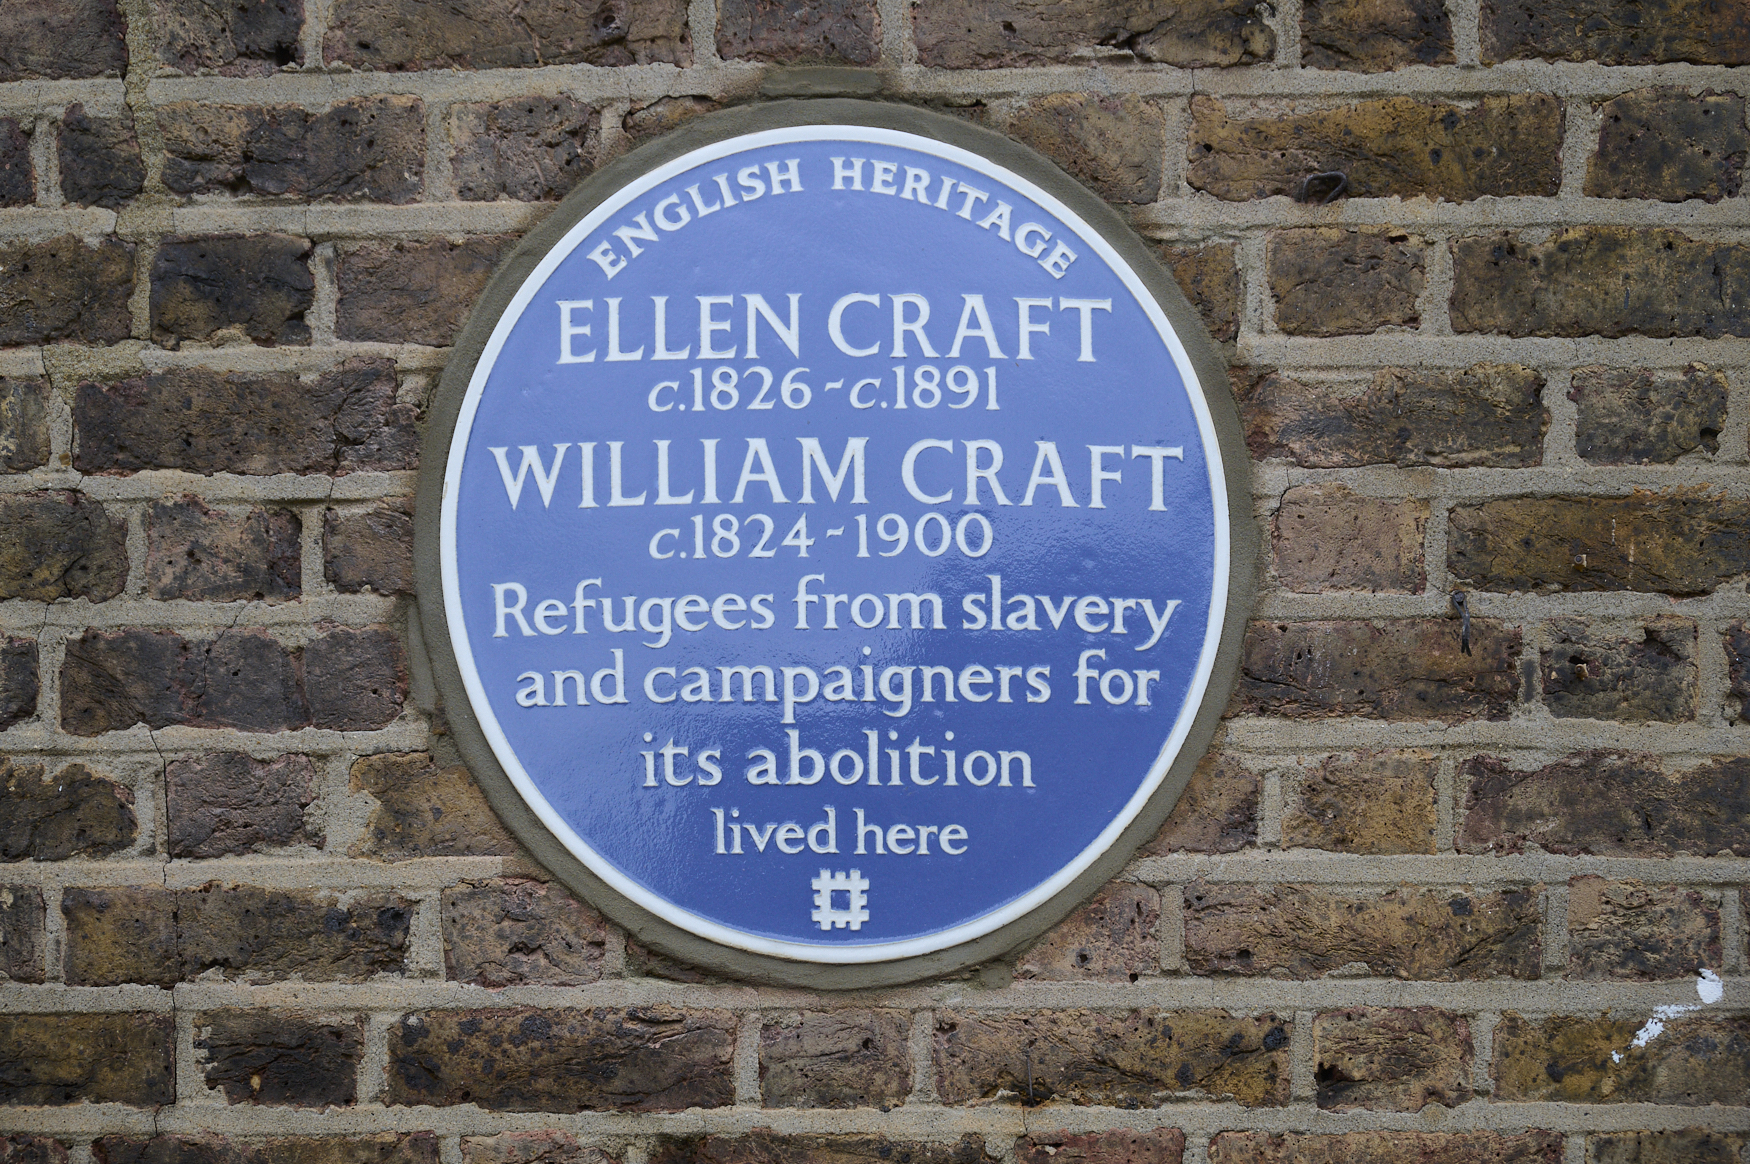 ENGLISH HERITAGE
ELLEN CRAFT
c.1826-c.1891
WILLIAM CRAFT
c.1824-1900
Refugees from slavery
and campaigners for
its abolition
lived here